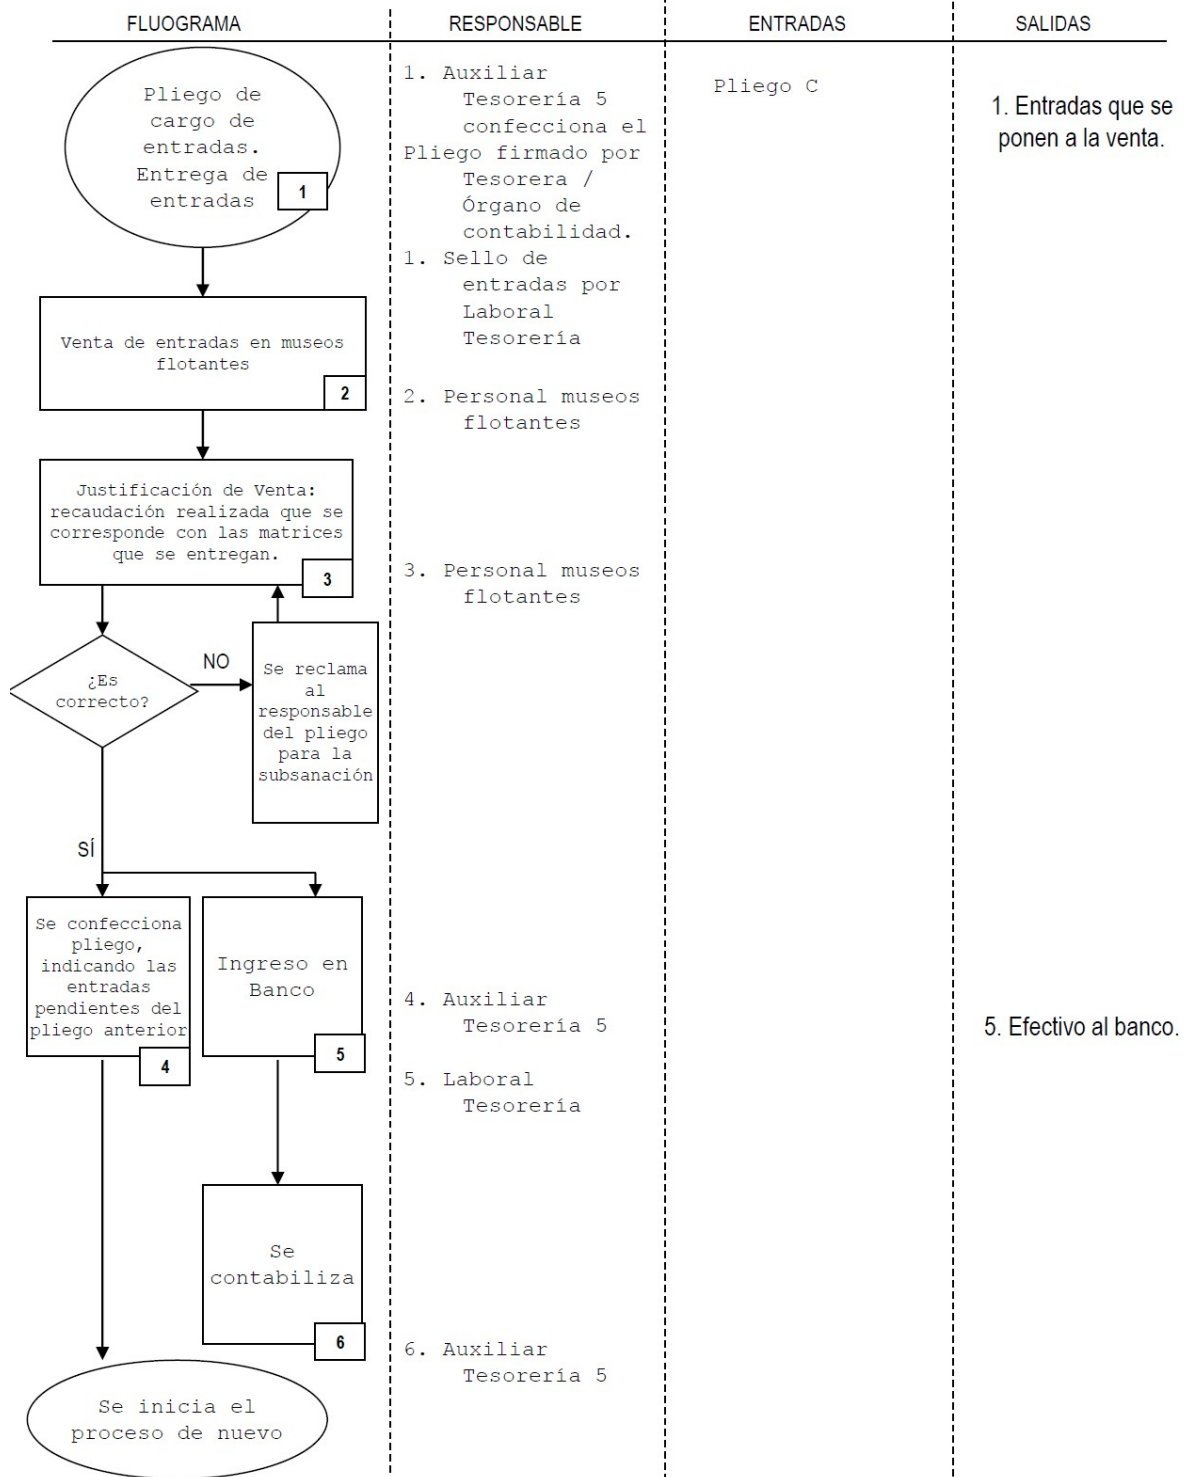 FLUOGRAMA
RESPONSABLE
ENTRADAS
SALIDAS
Pliego de
cargo de
entradas.
Entrega de
entradas
1
Venta de entradas en museos
flotantes
2
Justificación de Venta:
recaudación realizada que se
corresponde con las matrices
que se entregan.
3
¿Es
correcto?
NO
Se reclama
al
responsable
del pliego
para la
subsanación
SÍ
Se confecciona
pliego,
indicando las
entradas
pendientes del
pliego anterior
4
Ingreso en
Banco
5
Se
contabiliza
6
Se inicia el
proceso de nuevo
1. Auxiliar
Tesorería 5
confecciona el
Pliego firmado por
Tesorera /
Órgano de
contabilidad.
1. Sello de
entradas por
Laboral
Tesorería
2. Personal museos
flotantes
3. Personal museos
flotantes
4. Auxiliar
Tesorería 5
5. Laboral
Tesorería
6. Auxiliar
Tesorería 5
Pliego C
1. Entradas que se
ponen a la venta.
5. Efectivo al banco.